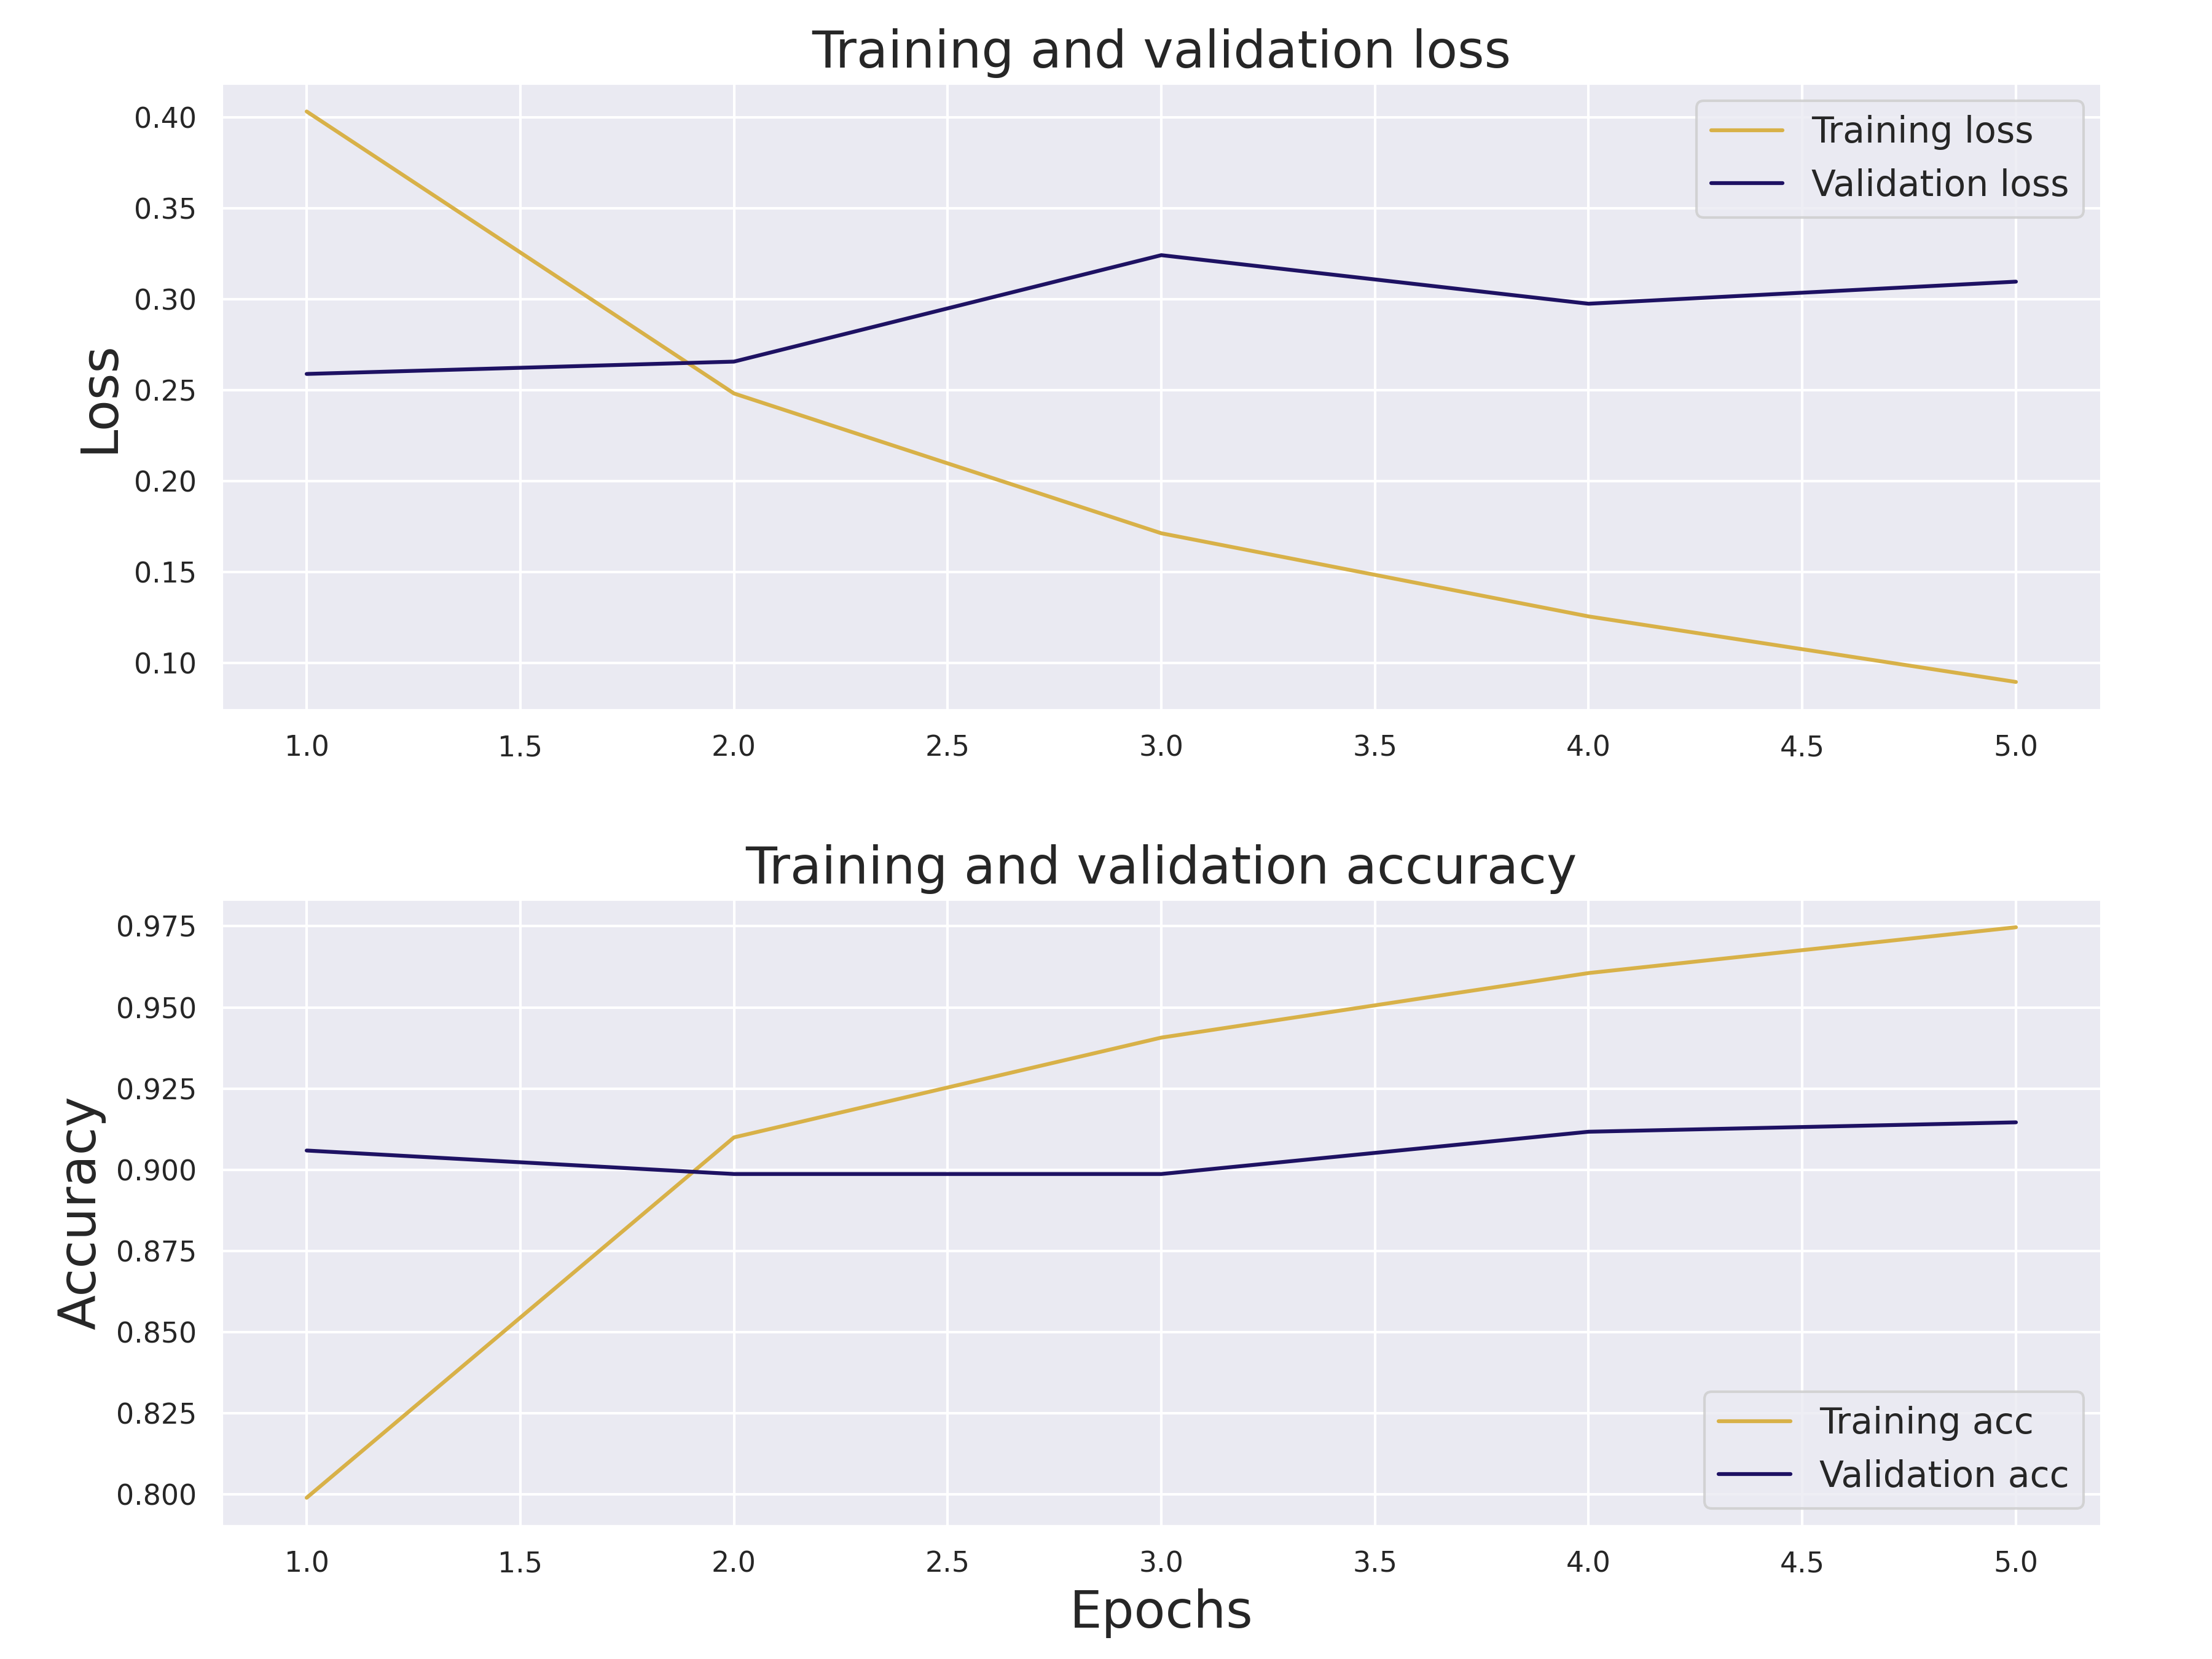 Training and validation loss
0.40
0.35
0.30
0.25
0.20
0.15
0.10
Loss
Training loss
Validation loss
1.0 1.5 2.0 2.5 3.0 3.5 4.0 4.5 5.0
Training and validation accuracy
0.975
0.950
0.925
0.900
0.875
0.850
0.825
0.800
Accuracy
Training acc
Validation acc
1.0 1.5 2.0 2.5 3.0 3.5 4.0 4.5 5.0
Epochs